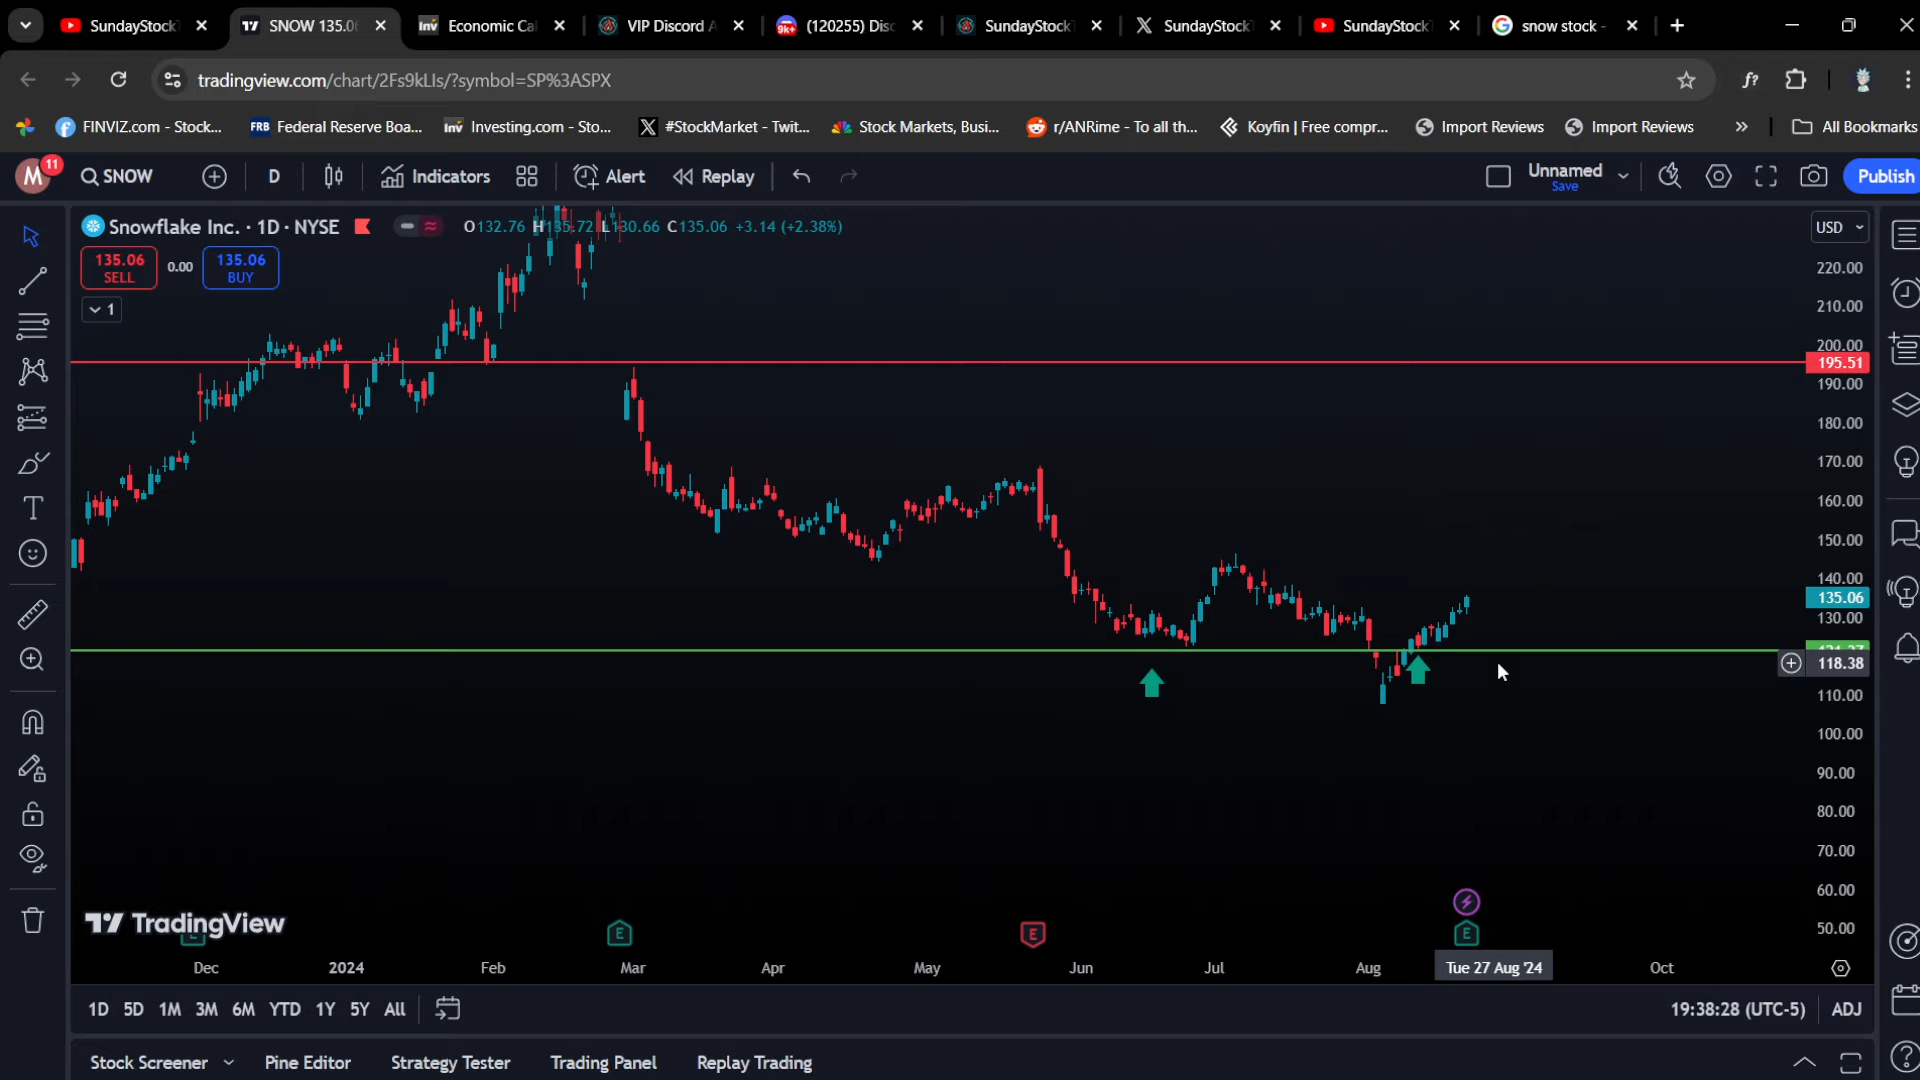 SundayStock
SNOW 135.0
Economic Ca
VIP Discord A
(120255) Disc
SundayStock
SundayStock
SundayStock
snow stock -
tradingview.com/chart/2Fs9kLIs/?symbol=SP%3ASPX
FINVIZ.com - Stock...
FRB Federal Reserve Boa...
Inv Investing.com - Sto...
#StockMarket - Twit...
Stock Markets, Busi...
r/ANRime - To all th...
Koyfin | Free compr...
Import Reviews
Import Reviews
All Bookmarks
M 11
SNOW
D
Indicators
Alert
Replay
Unnamed
Save
Publish
Snowflake Inc. · 1D · NYSE
O132.76 H135.72 L130.66 C135.06 +3.14 (+2.38%)
USD
135.06
SELL
0.00
135.06
BUY
1
220.00
210.00
200.00
195.51
190.00
180.00
170.00
160.00
150.00
140.00
135.06
130.00
118.38
110.00
100.00
90.00
80.00
70.00
60.00
50.00
TradingView
E
E
E
Dec
2024
Feb
Mar
Apr
May
Jun
Jul
Aug
Tue 27 Aug '24
Oct
1D 5D 1M 3M 6M YTD 1Y 5Y All
19:38:28 (UTC-5)
ADJ
Stock Screener
Pine Editor
Strategy Tester
Trading Panel
Replay Trading